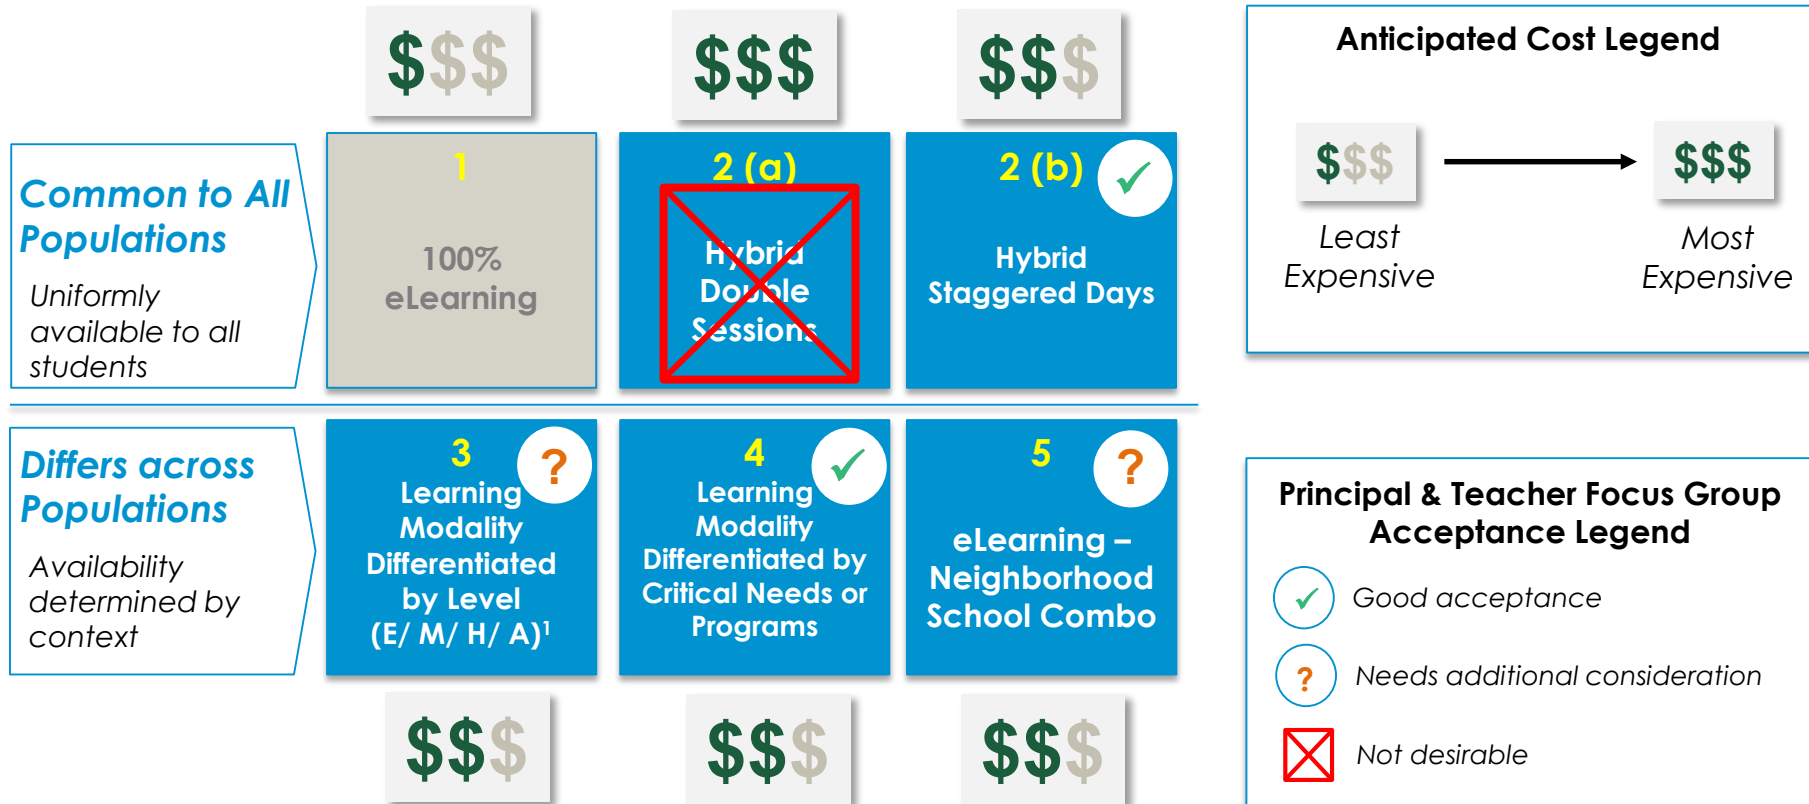 $$$
$$$
$$$
Common to All
Populations
Uniformly
available to all
students
1
100%
eLearning
2 (a)
Hybrid
Double
Sessions
2 (b)
✓
Hybrid
Staggered Days
Differs across
Populations
Availability
determined by
context
3
?
Learning
Modality
Differentiated
by Level
(E/ M/ H/ A)¹
4
✓
Learning
Modality
Differentiated by
Critical Needs or
Programs
5
?
eLearning –
Neighborhood
School Combo
$$$
$$$
$$$
Anticipated Cost Legend
$$$
$$$
Least
Expensive
Most
Expensive
Principal & Teacher Focus Group
Acceptance Legend
✓ Good acceptance
? Needs additional consideration
Not desirable